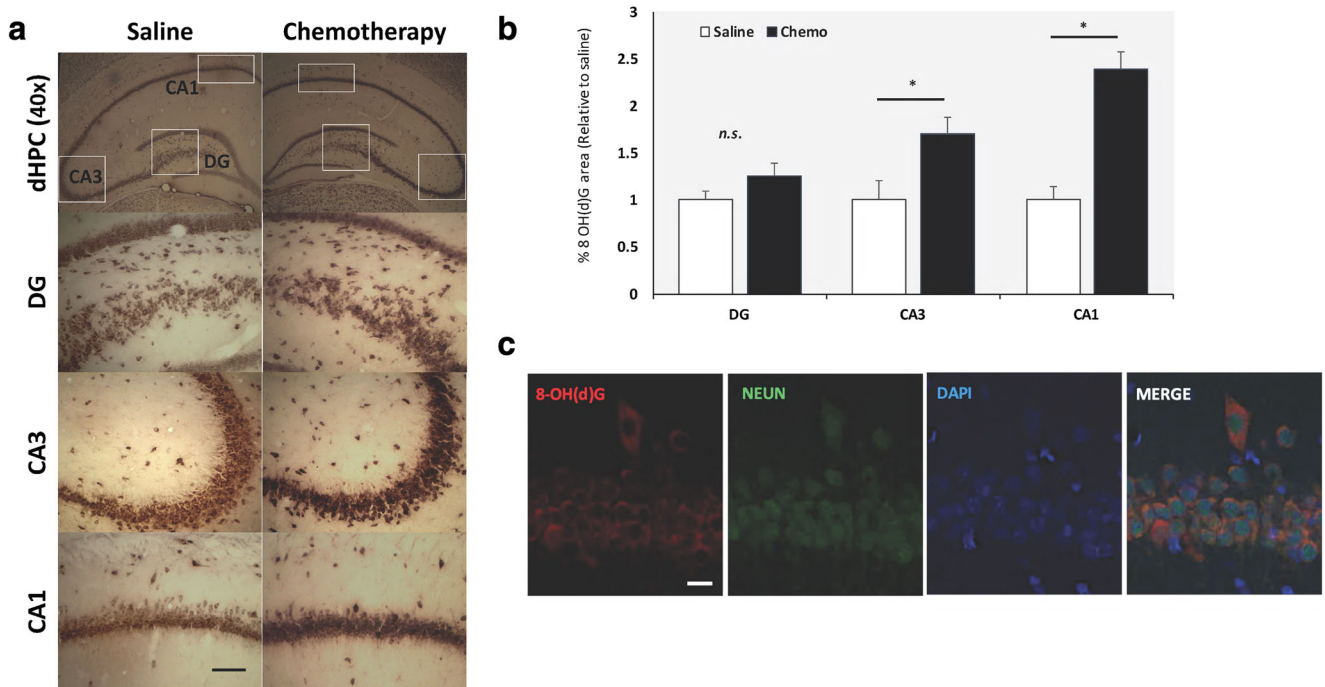 a
Saline Chemotherapy
dHPC (40x)
CA1
DG
CA3
DG
CA3
CA1
b
% 8 OH(d)G area (Relative to saline)
3
2.5
2
1.5
1
0.5
0
Saline Chemo
n.s.
*
*
DG CA3 CA1
c
8-OH(d)G NEUN DAPI MERGE